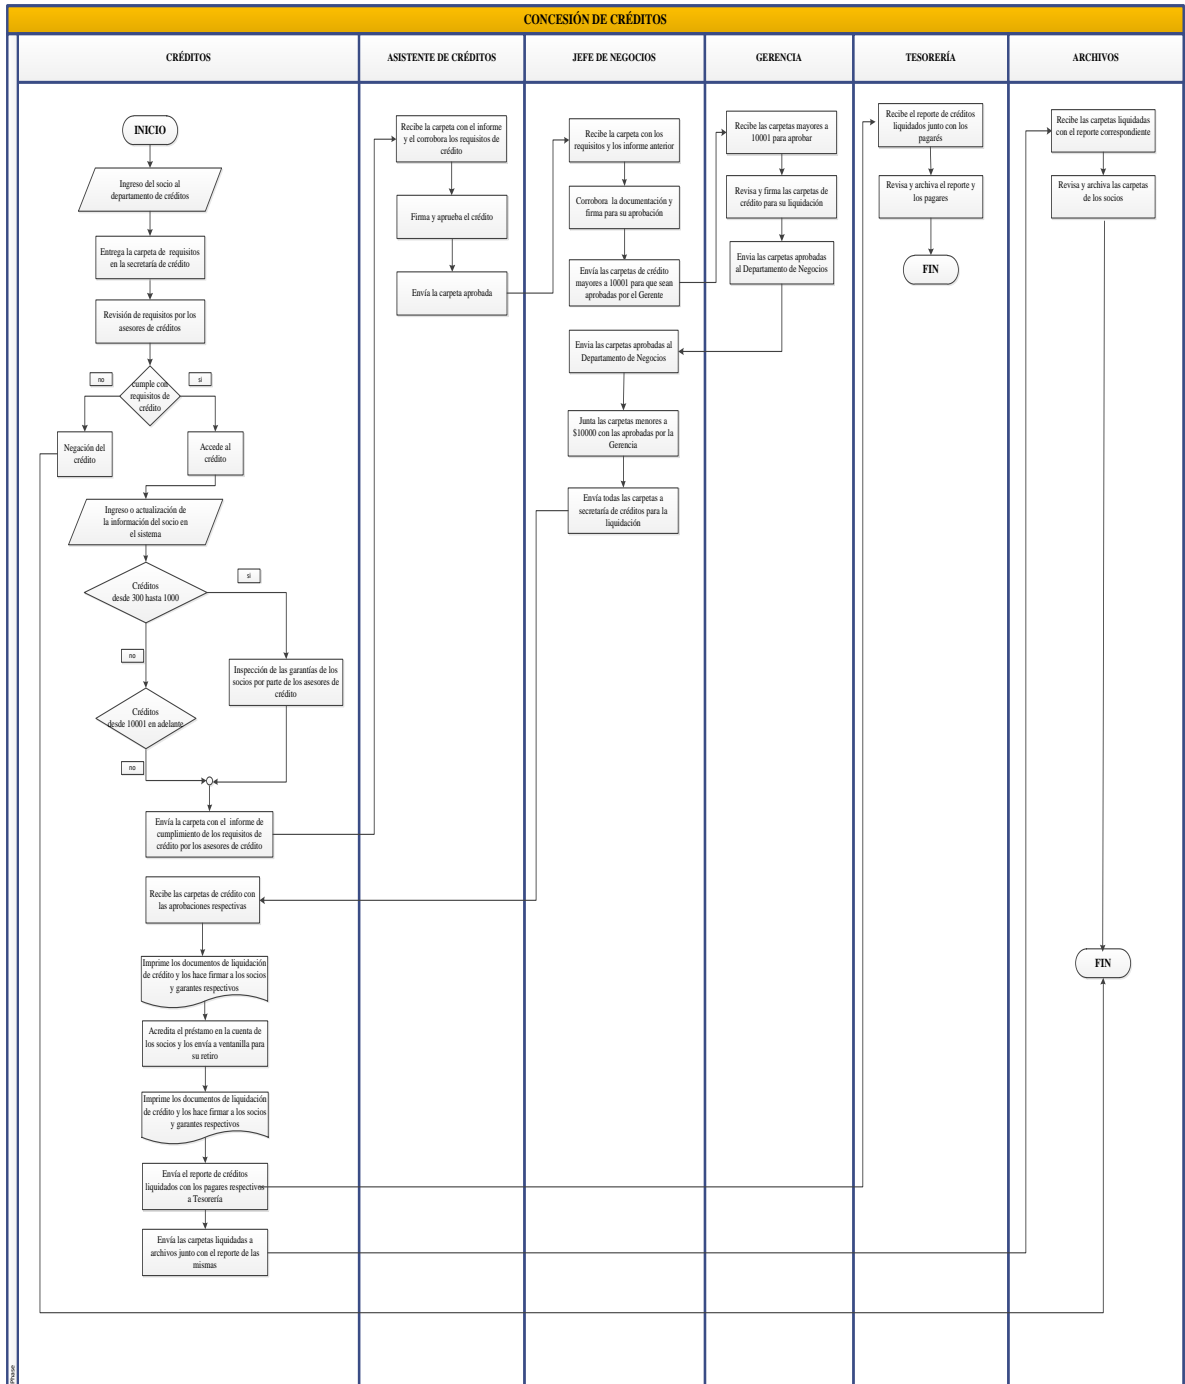 CONCESIÓN DE CRÉDITOS
CRÉDITOS
ASISTENTE DE CRÉDITOS
JEFE DE NEGOCIOS
GERENCIA
TESORERÍA
ARCHIVOS
INICIO
Ingreso del socio al
departamento de créditos
Entrega la carpeta de requisitos
en la secretaría de crédito
Revisión de requisitos por los
asesores de créditos
no
si
cumple con
requisitos de
crédito
Negación del
crédito
Accede al
crédito
Ingreso o actualización de
la información del socio en
el sistema
Créditos
desde 300 hasta 1000
si
no
Inspección de las garantías de los
socios por parte de los asesores de
crédito
Créditos
desde 10001 en adelante
no
Envía la carpeta con el informe de
cumplimiento de los requisitos de
crédito por los asesores de crédito
Recibe las carpetas de crédito con
las aprobaciones respectivas
Imprime los documentos de liquidación
de crédito y los hace firmar a los socios
y garantes respectivos
Acredita el préstamo en la cuenta de
los socios y los envía a ventanilla para
su retiro
Imprime los documentos de liquidación
de crédito y los hace firmar a los socios
y garantes respectivos
Envía el reporte de créditos
liquidados con los pagares respectivos
a Tesorería
Envía las carpetas liquidadas a
archivos junto con el reporte de las
mismas
Recibe la carpeta con el informe
y el corrobora los requisitos de
crédito
Firma y aprueba el crédito
Envía la carpeta aprobada
Recibe la carpeta con los
requisitos y los informe anterior
Corrobora la documentación y
firma para su aprobación
Envía las carpetas de crédito
mayores a 10001 para que sean
aprobadas por el Gerente
Envia las carpetas aprobadas al
Departamento de Negocios
Junta las carpetas menores a
$10000 con las aprobadas por la
Gerencia
Envía todas las carpetas a
secretaría de créditos para la
liquidación
Recibe las carpetas mayores a
10001 para aprobar
Revisa y firma las carpetas de
crédito para su liquidación
Envia las carpetas aprobadas
al Departamento de Negocios
Recibe el reporte de créditos
liquidados junto con los
pagarés
Revisa y archiva el reporte y
los pagares
FIN
Recibe las carpetas liquidadas
con el reporte correspondiente
Revisa y archiva las carpetas
de los socios
FIN
Phase